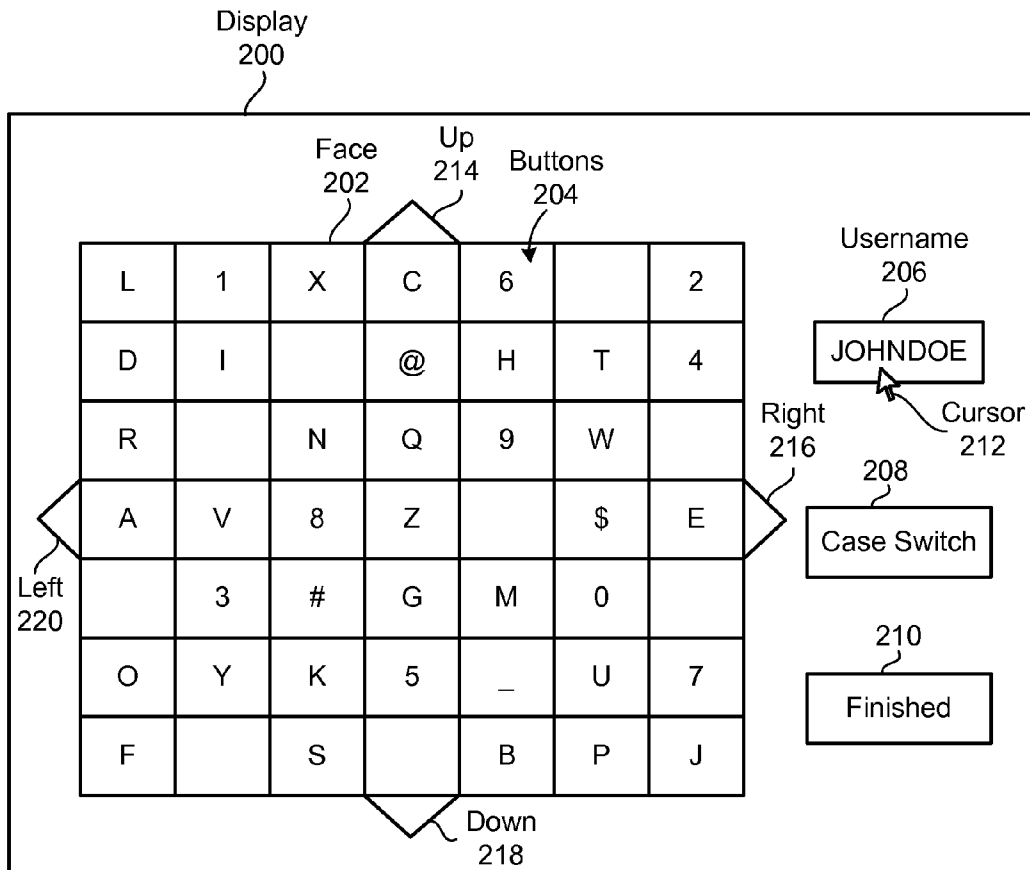 Display
200
Face
202
Up
214
Buttons
204
Username
206
L 1 X C 6 2
JOHNDOE
D I @ H T 4
Cursor
212
R N Q 9 W
Right
216
208
A V 8 Z $ E
Case Switch
Left
220
3 # G M 0
210
O Y K 5 _ U 7
Finished
F S B P J
Down
218